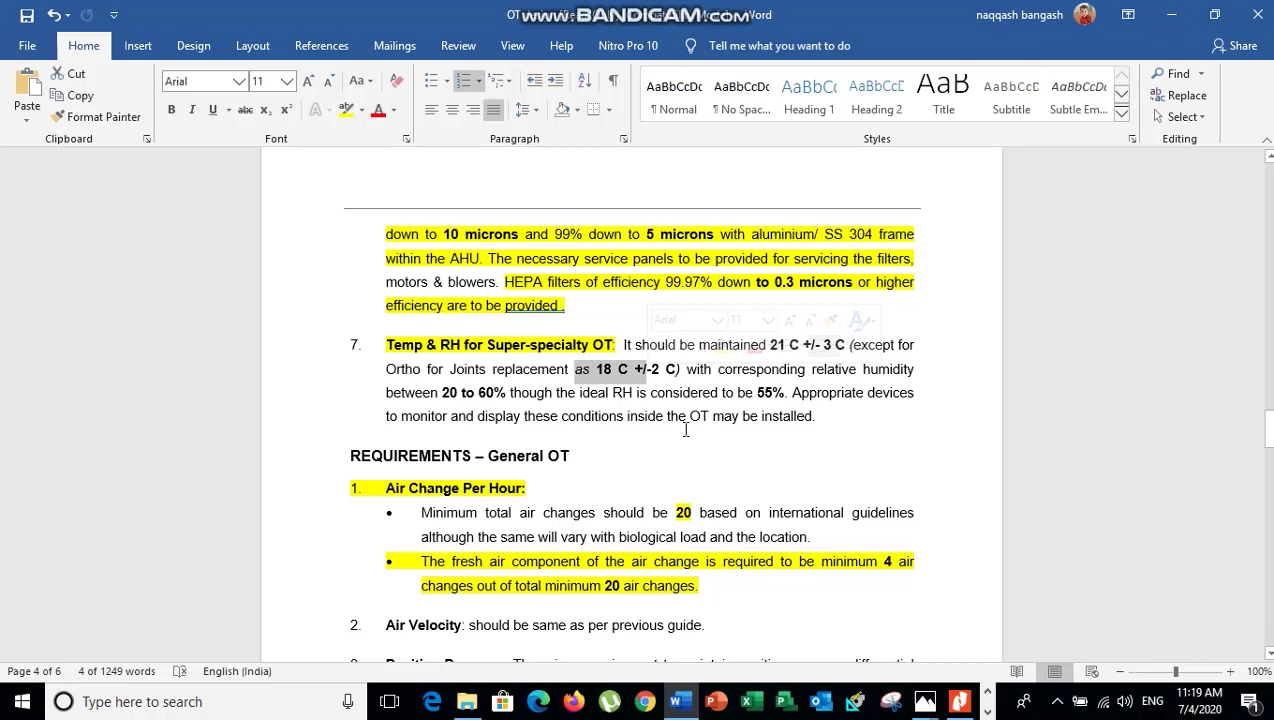 OT
www.BANDICAM.com
Word
naqqash bangash
File Home Insert Design Layout References Mailings Review View Help Nitro Pro 10 Tell me what you want to do Share
Paste
Cut
Copy
Format Painter
Clipboard
Arial 11
Font
Paragraph
AaBbCcDc ¶ Normal
AaBbCcDc ¶ No Spac...
AaBbCc Heading 1
AaBbCcD Heading 2
AaB Title
AaBbCcD Subtitle
AaBbCcDc Subtle Em...
Styles
Find
Replace
Select
Editing
down to 10 microns and 99% down to 5 microns with aluminium/ SS 304 frame
within the AHU. The necessary service panels to be provided for servicing the filters,
motors & blowers. HEPA filters of efficiency 99.97% down to 0.3 microns or higher
efficiency are to be provided .
Arial 11
7. Temp & RH for Super-specialty OT: It should be maintained 21 C +/- 3 C (except for
Ortho for Joints replacement as 18 C +/-2 C) with corresponding relative humidity
between 20 to 60% though the ideal RH is considered to be 55%. Appropriate devices
to monitor and display these conditions inside the OT may be installed.
REQUIREMENTS – General OT
1. Air Change Per Hour:
• Minimum total air changes should be 20 based on international guidelines
although the same will vary with biological load and the location.
• The fresh air component of the air change is required to be minimum 4 air
changes out of total minimum 20 air changes.
2. Air Velocity: should be same as per previous guide.
Page 4 of 6 4 of 1249 words English (India) 100%
Type here to search
ENG
11:19 AM
7/4/2020